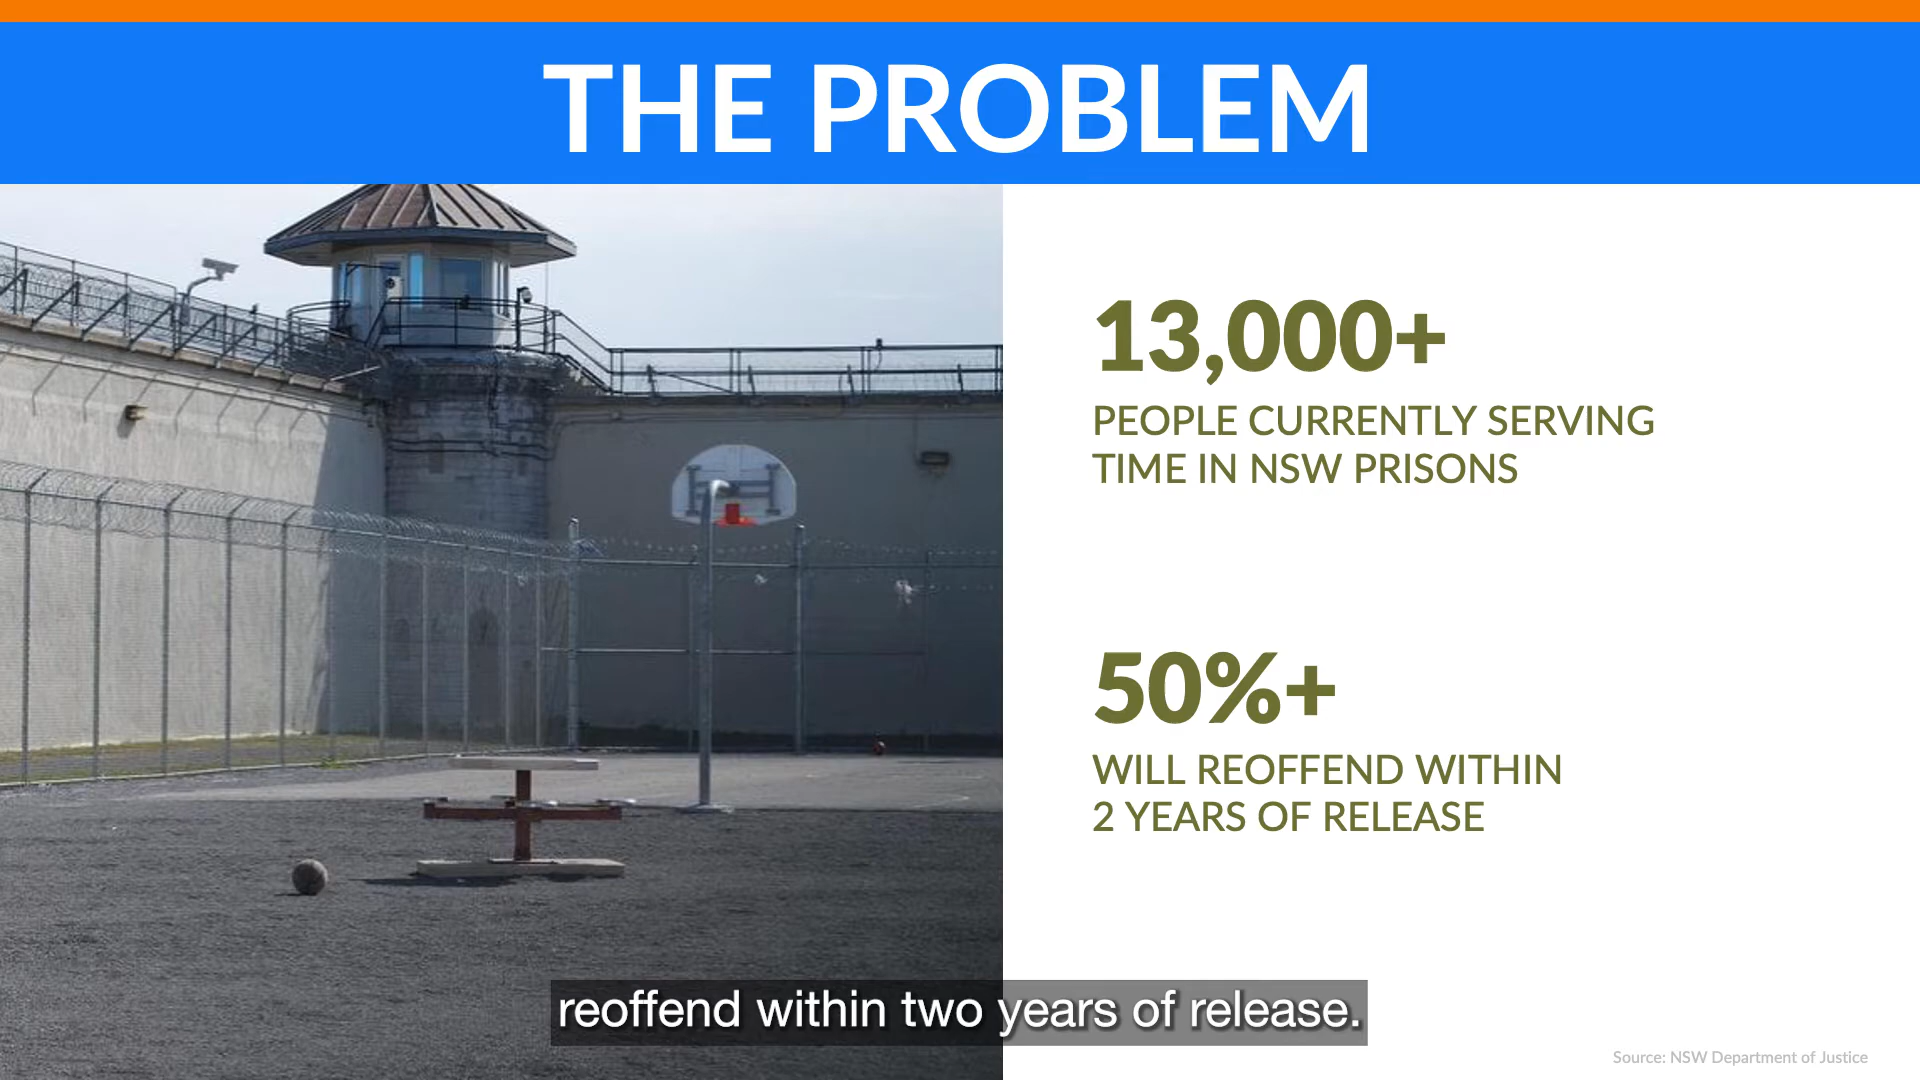 THE PROBLEM
13,000+
PEOPLE CURRENTLY SERVING
TIME IN NSW PRISONS
50%+
WILL REOFFEND WITHIN
2 YEARS OF RELEASE
reoffend within two years of release.
Source: NSW Department of Justice